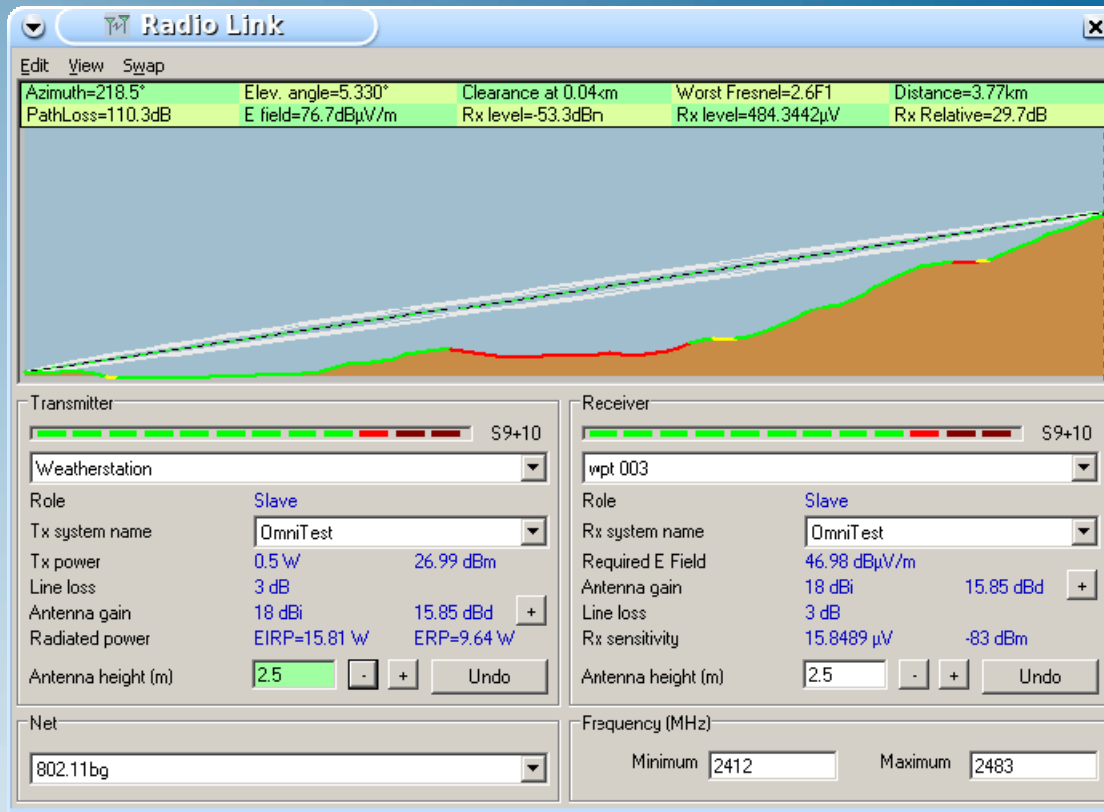 Radio Link
Edit View Swap
Azimuth=218.5° Elev. angle=5.330° Clearance at 0.04km Worst Fresnel=2.6F1 Distance=3.77km
PathLoss=110.3dB E field=76.7dBµV/m Rx level=-53.3dBm Rx level=484.3442µV Rx Relative=29.7dB
Transmitter
S9+10
Weatherstation
Role Slave
Tx system name OmniTest
Tx power 0.5 W 26.99 dBm
Line loss 3 dB
Antenna gain 18 dBi 15.85 dBd +
Radiated power EIRP=15.81 W ERP=9.64 W
Antenna height (m) 2.5 - + Undo
Net
802.11bg
Receiver
S9+10
wpt 003
Role Slave
Rx system name OmniTest
Required E Field 46.98 dBµV/m
Antenna gain 18 dBi 15.85 dBd +
Line loss 3 dB
Rx sensitivity 15.8489 µV -83 dBm
Antenna height (m) 2.5 - + Undo
Frequency (MHz)
Minimum 2412 Maximum 2483